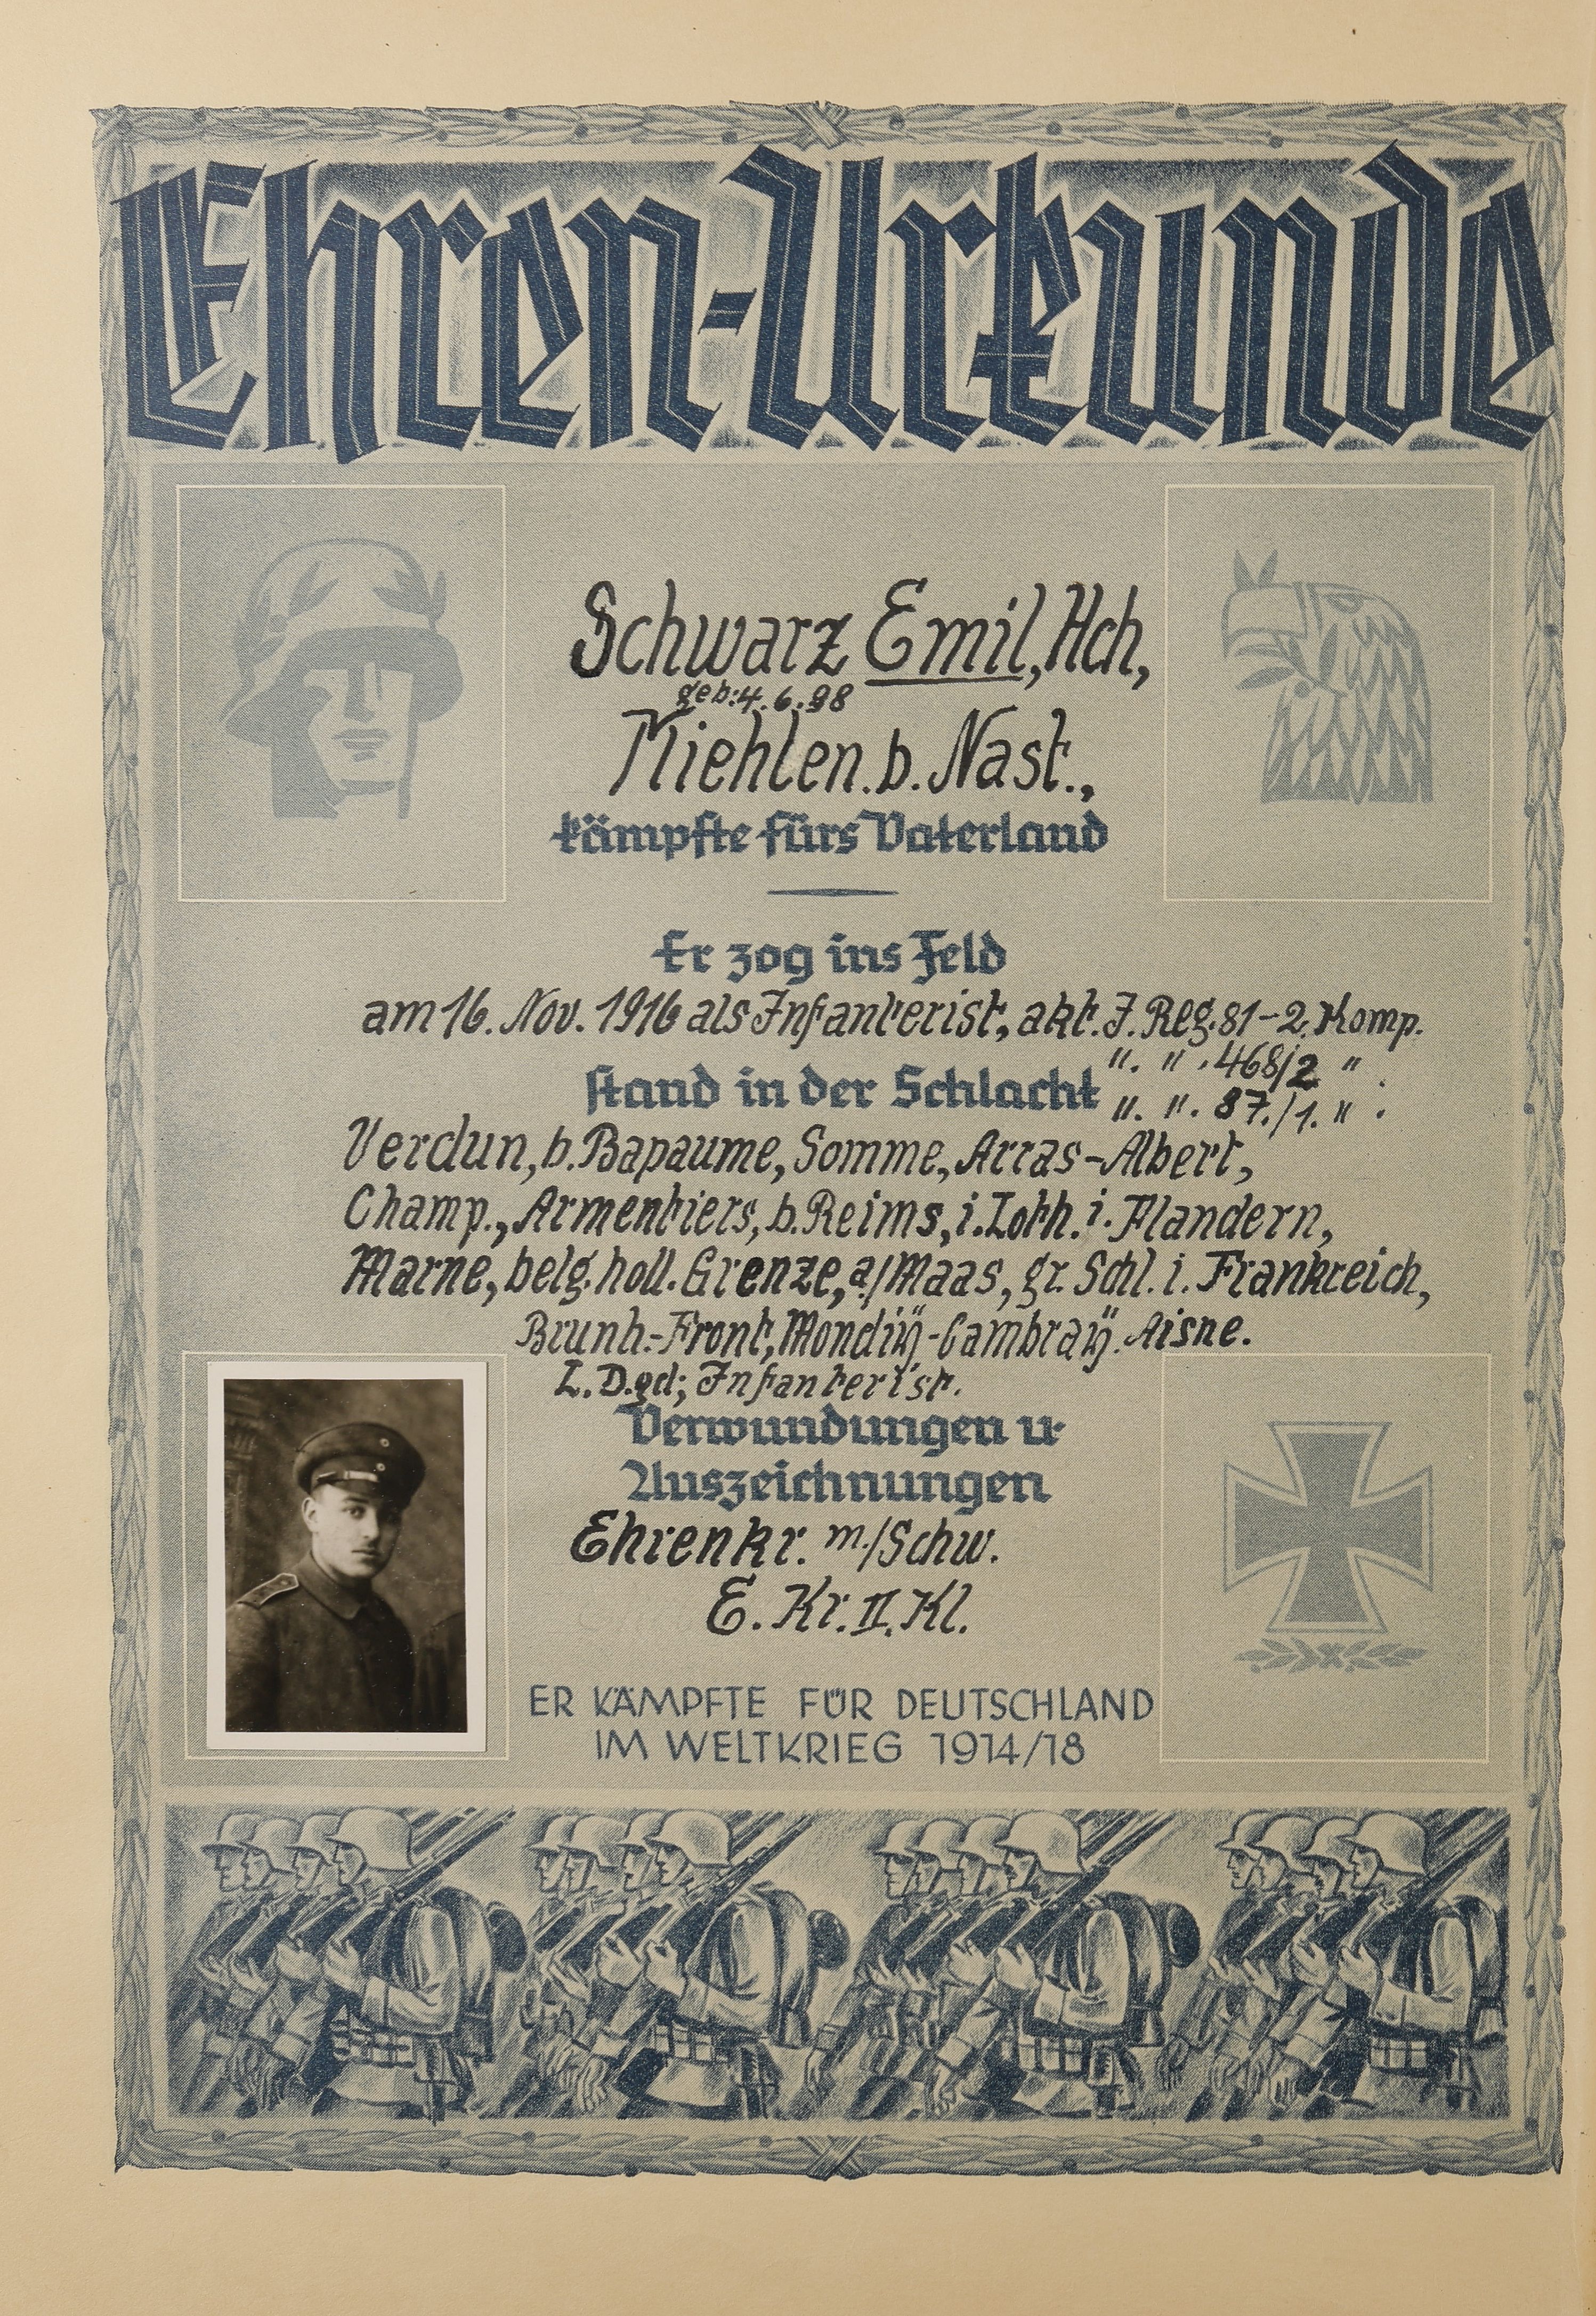 Ehren-Urkunde
Schwarz Emil, Hch,
geb: 4.6.98
Miehlen. b. Nast.,
kämpfte fürs Vaterland
Er zog ins Feld
am 16. Nov. 1916 als Infanterist, akt. J. Reg. 81-2. Komp.
". " . 468/2 " .
stand in der Schlacht ". ". 87./1. " .
Verdun, b. Bapaume, Somme, Arras-Albert,
Champ., Armentiers, b. Reims, i. Loth. i. Flandern,
Marne, belg. holl. Grenze, a/Maas, gr. Schl. i. Frankreich,
Brunh.-Front, Mondiÿ-Cambraÿ. Aisne.
L. D.gd; Infanterist.
Verwundungen u.
Auszeichnungen
Ehrenkr. m./Schw.
E. Kr. II. Kl.
ER KÄMPFTE FÜR DEUTSCHLAND
IM WELTKRIEG 1914/18